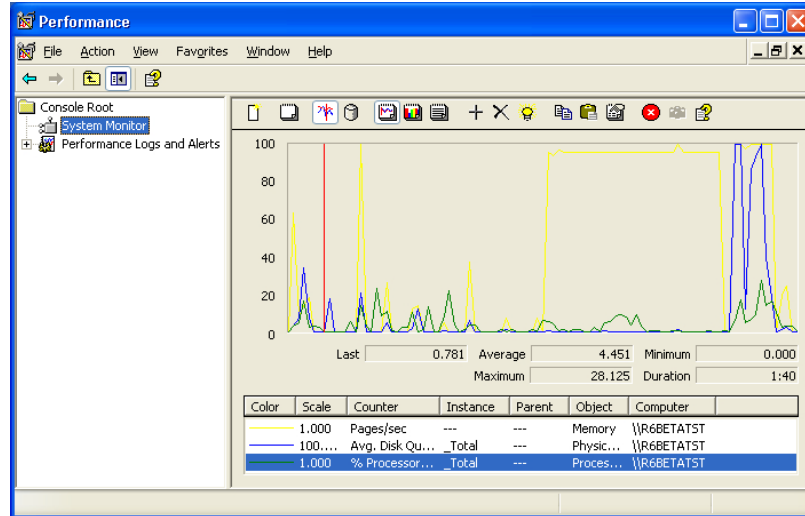 Performance
File Action View Favorites Window Help
Console Root
System Monitor
Performance Logs and Alerts
100
80
60
40
20
0
Last 0.781 Average 4.451 Minimum 0.000
Maximum 28.125 Duration 1:40
Color Scale Counter Instance Parent Object Computer
1.000 Pages/sec --- --- Memory \\R6BETATST
100.... Avg. Disk Qu... _Total --- Physic... \\R6BETATST
1.000 % Processor... _Total --- Proces... \\R6BETATST